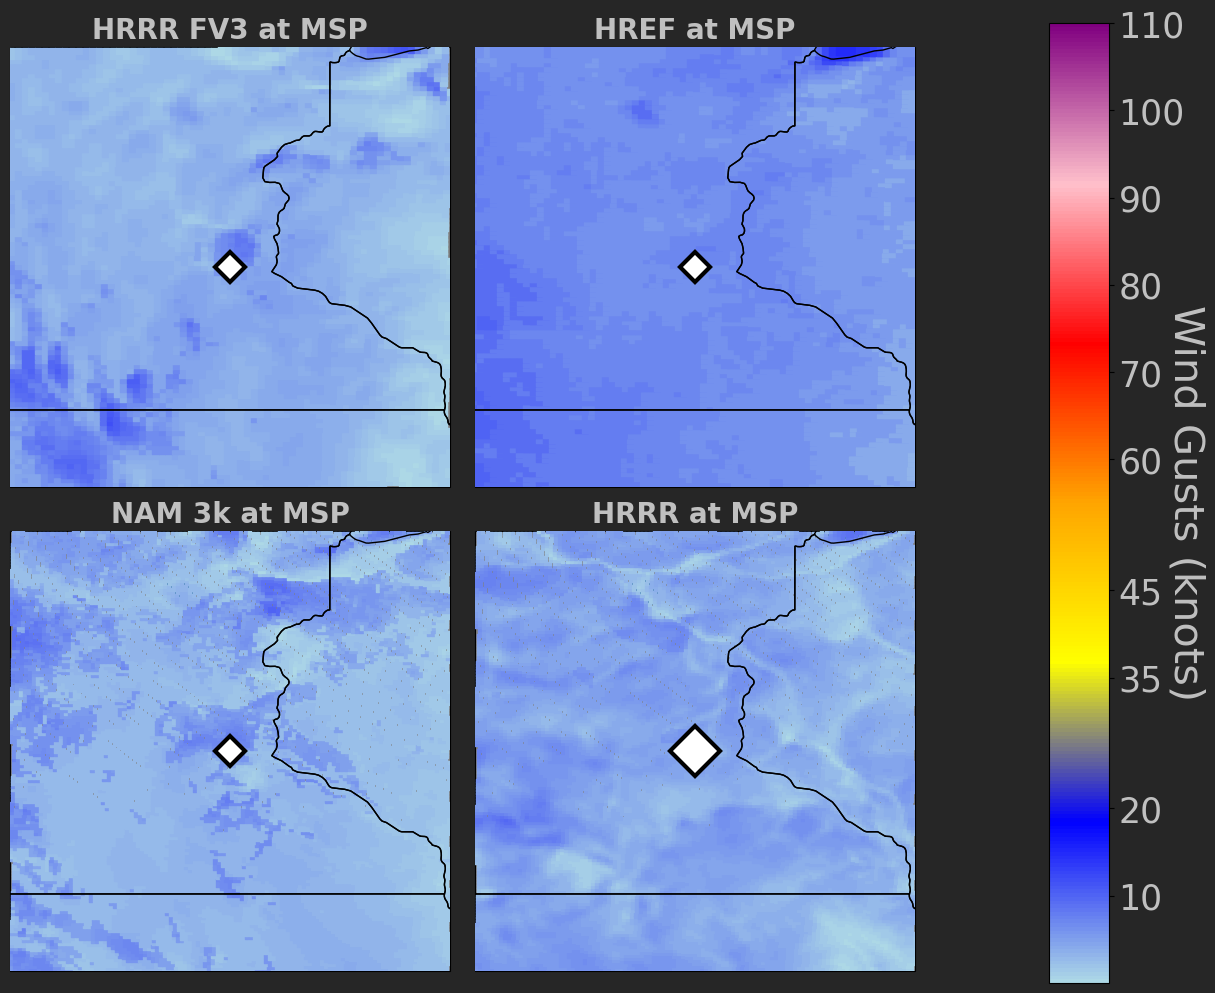 HRRR FV3 at MSP
HREF at MSP
NAM 3k at MSP
HRRR at MSP
110
100
90
80
70
60
45
35
20
10
Wind Gusts (knots)